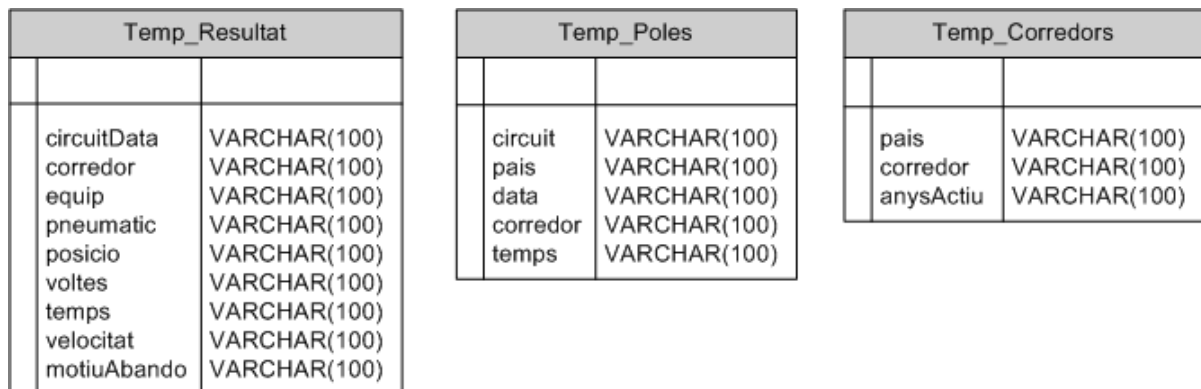 Temp_Resultat
circuitData VARCHAR(100)
corredor VARCHAR(100)
equip VARCHAR(100)
pneumatic VARCHAR(100)
posicio VARCHAR(100)
voltes VARCHAR(100)
temps VARCHAR(100)
velocitat VARCHAR(100)
motiuAbando VARCHAR(100)
Temp_Poles
circuit VARCHAR(100)
pais VARCHAR(100)
data VARCHAR(100)
corredor VARCHAR(100)
temps VARCHAR(100)
Temp_Corredors
pais VARCHAR(100)
corredor VARCHAR(100)
anysActiu VARCHAR(100)